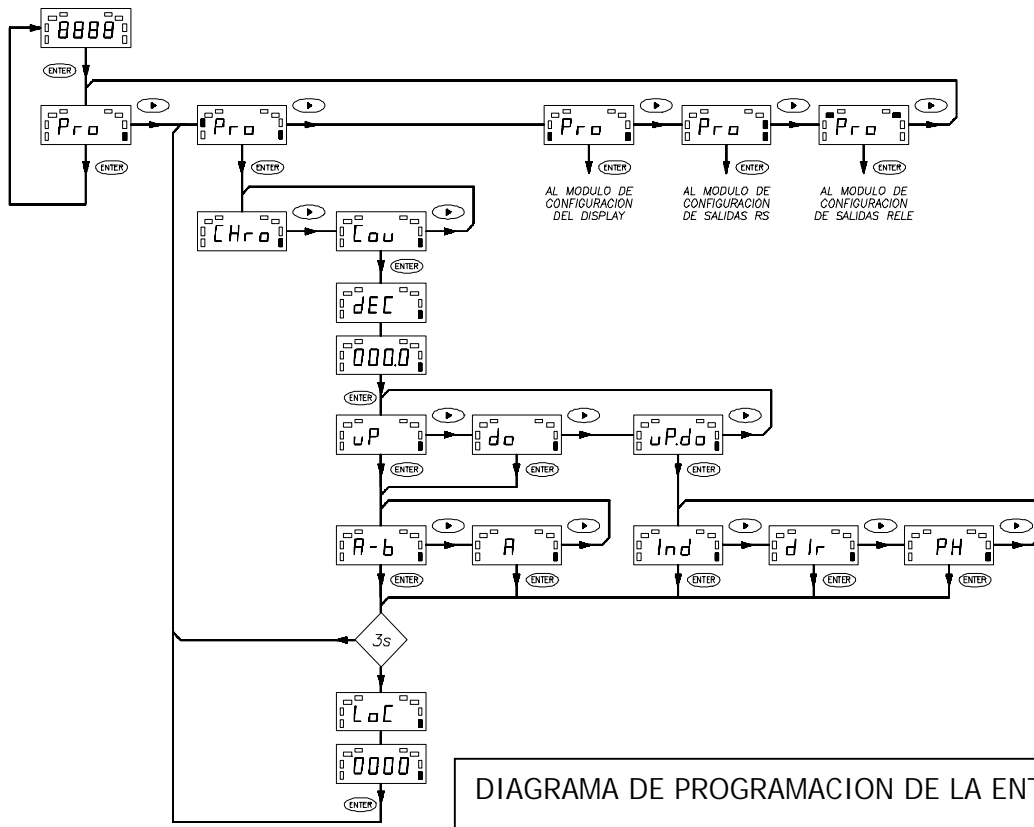 8888
ENTER
Pro Pro Pro Pro Pro
ENTER ENTER ENTER ENTER ENTER
AL MODULO DE
CONFIGURACION
DEL DISPLAY
AL MODULO DE
CONFIGURACION
DE SALIDAS RS
AL MODULO DE
CONFIGURACION
DE SALIDAS RELE
CHro Cou
ENTER
dEC
000.0
ENTER
uP do uP.do
ENTER ENTER ENTER
A-b A Ind dIr PH
ENTER ENTER ENTER ENTER ENTER
3s
LoC
0000
ENTER
DIAGRAMA DE PROGRAMACION DE LA